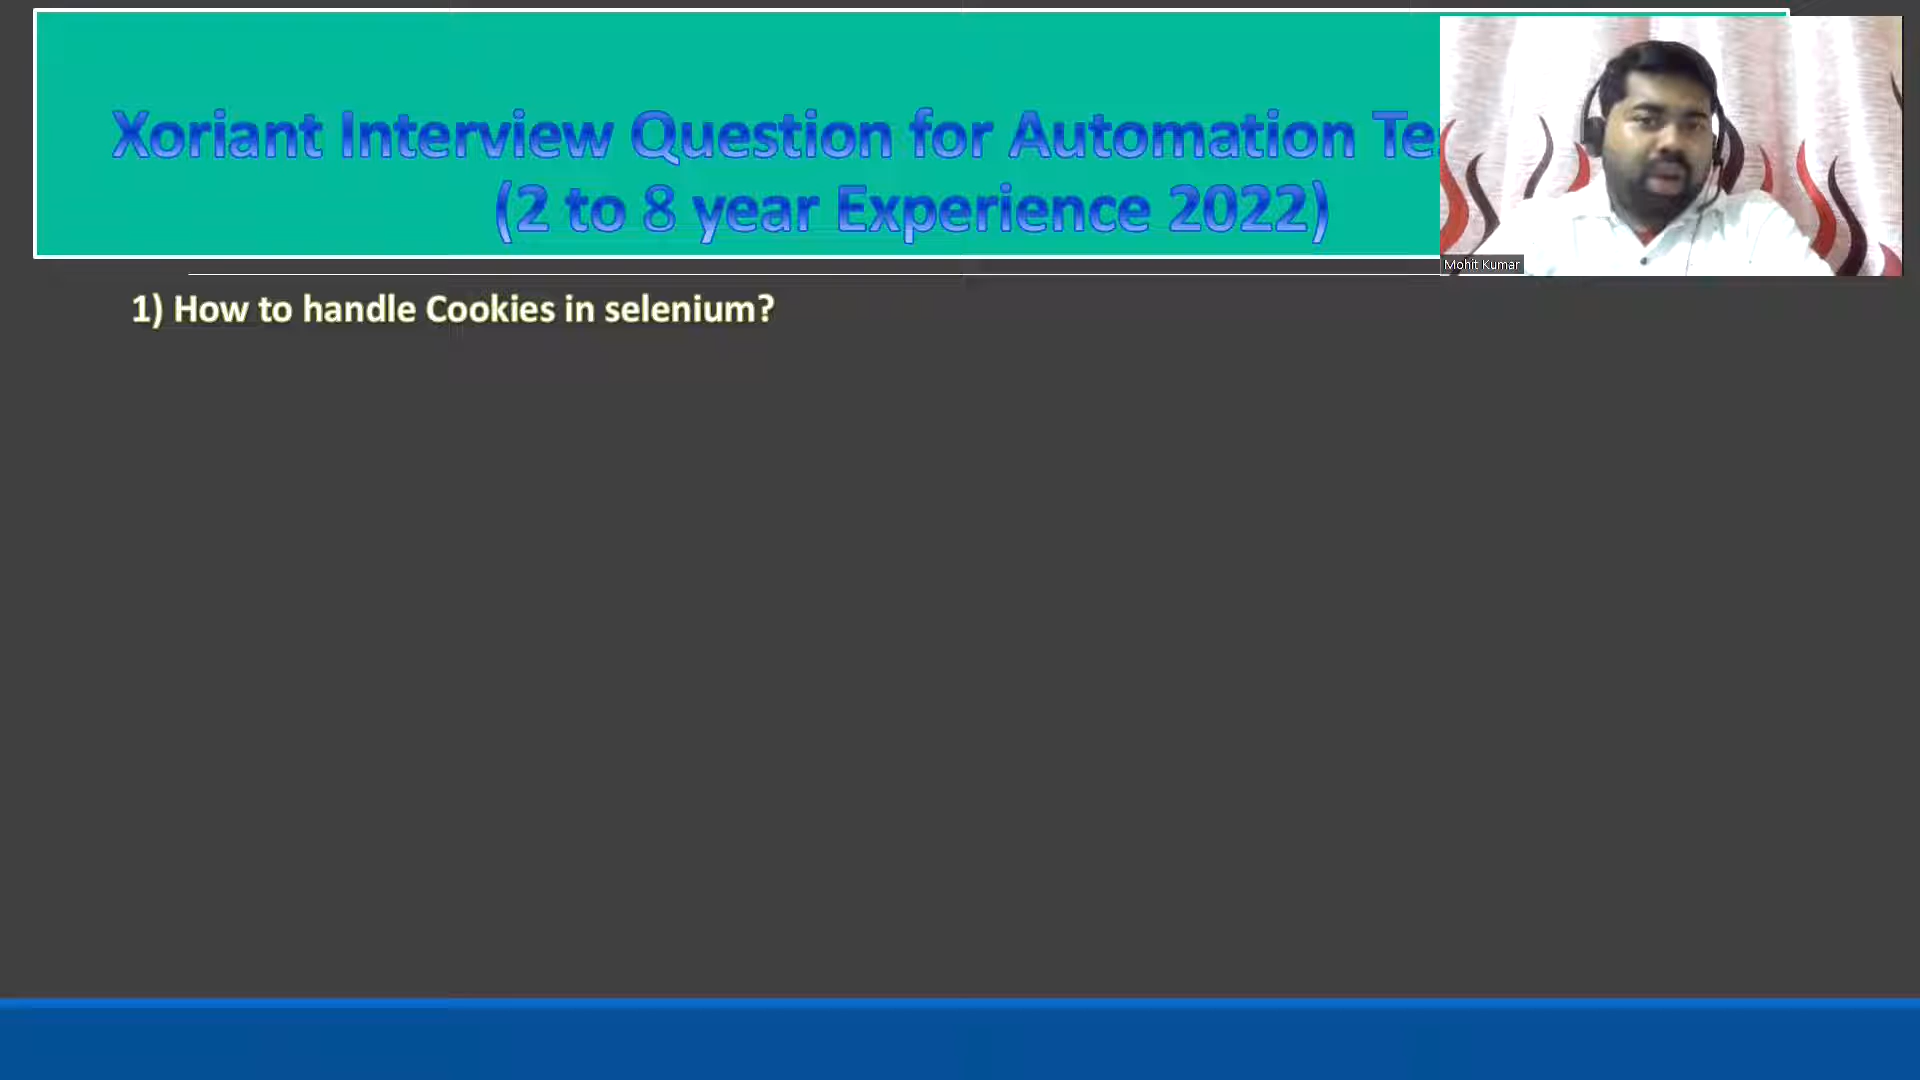 Xoriant Interview Question for Automation
(2 to 8 year Experience 2022)
Mohit Kumar
1) How to handle Cookies in selenium?